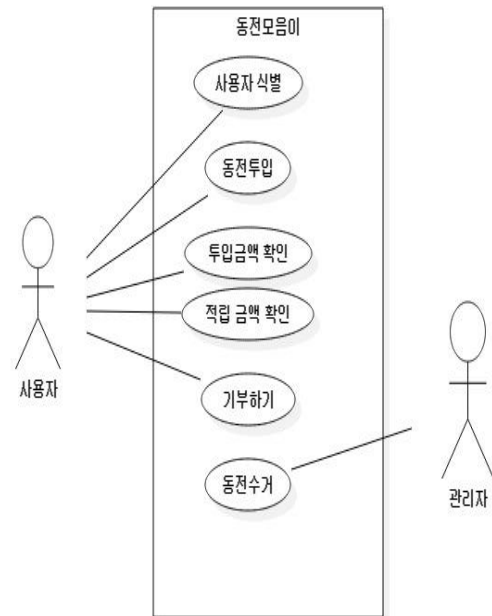 동전모음이
사용자 식별
동전투입
투입금액 확인
적립 금액 확인
사용자
기부하기
동전수거
관리자